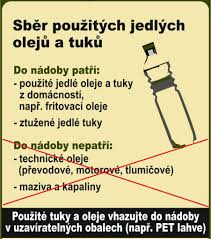 Sběr použitých jedlých
olejů a tuků
Do nádoby patří:
- použité jedlé oleje a tuky
z domácností,
např. fritovací oleje
- ztužené jedlé tuky
Do nádoby nepatří:
- technické oleje
(převodové, motorové, tlumičové)
- maziva a kapaliny
Použité tuky a oleje vhazujte do nádoby
v uzavíratelných obalech (např. PET lahve)